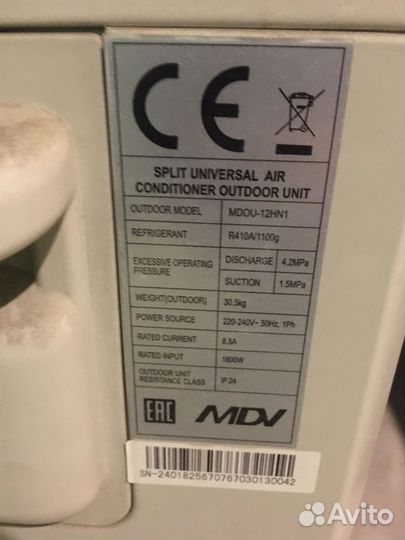 CE
SPLIT UNIVERSAL AIR
CONDITIONER OUTDOOR UNIT
OUTDOOR MODEL MDOU-12HN1
REFRIGERANT R410A/1100g
EXCESSIVE OPERATING
PRESSURE
DISCHARGE 4.2MPa
SUCTION 1.5MPa
WEIGHT(OUTDOOR) 30.5kg
POWER SOURCE 220-240V~ 50Hz, 1Ph
RATED CURRENT 8.5A
RATED INPUT 1800W
OUTDOOR UNIT
RESISTANCE CLASS
IP 24
EAC MDV
SN-2401825670767030130042
Avito